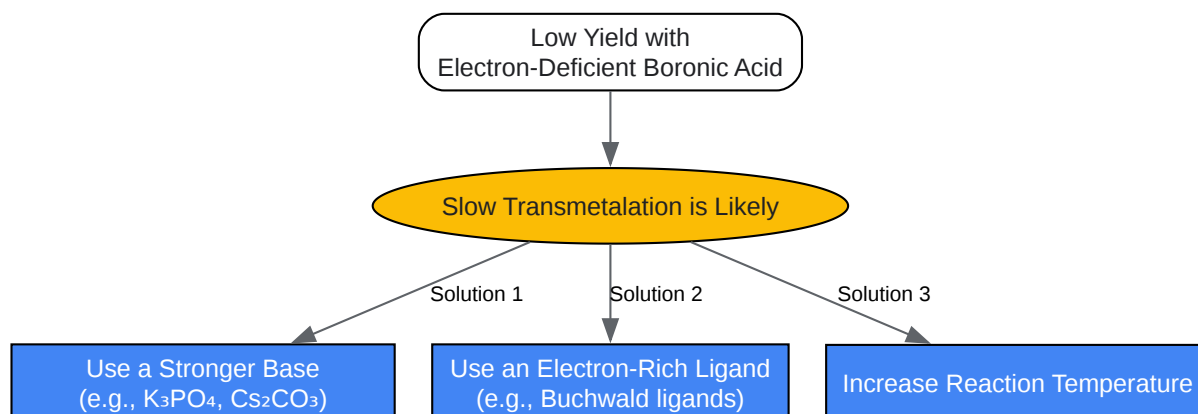 Low Yield with
Electron-Deficient Boronic Acid
Slow Transmetalation is Likely
Solution 1
Solution 2
Solution 3
Use a Stronger Base
(e.g., K₃PO₄, Cs₂CO₃)
Use an Electron-Rich Ligand
(e.g., Buchwald ligands)
Increase Reaction Temperature